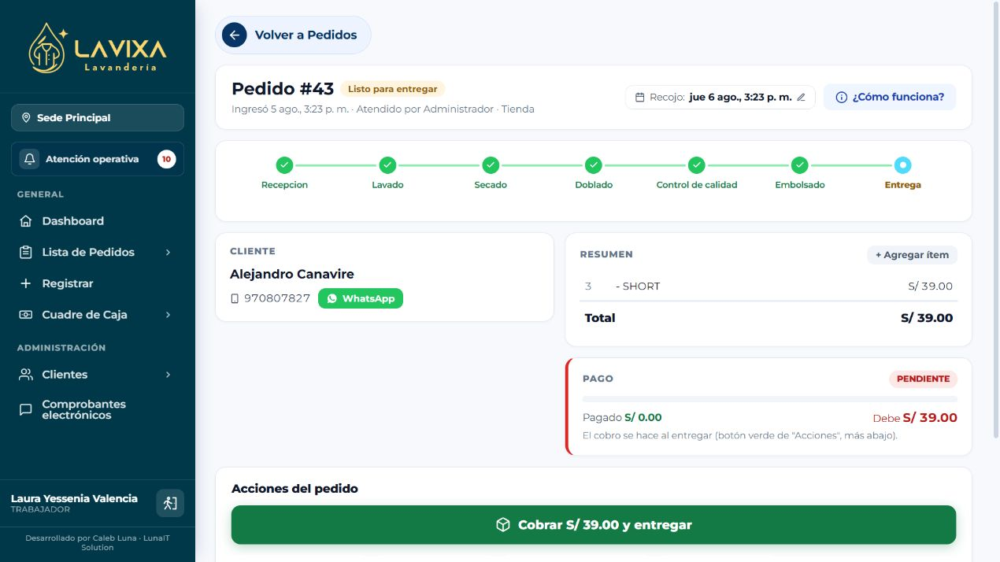 LAVIXA
Lavandería
Sede Principal
Atención operativa 10
GENERAL
Dashboard
Lista de Pedidos
Registrar
Cuadre de Caja
ADMINISTRACIÓN
Clientes
Comprobantes
electrónicos
Laura Yessenia Valencia
TRABAJADOR
Desarrollado por Caleb Luna · LunaIT
Solution
Volver a Pedidos
Pedido #43 Listo para entregar
Ingresó 5 ago., 3:23 p. m. · Atendido por Administrador · Tienda
Recojo: jue 6 ago., 3:23 p. m.
¿Cómo funciona?
Recepcion Lavado Secado Doblado Control de calidad Embolsado Entrega
CLIENTE
Alejandro Canavire
970807827 WhatsApp
RESUMEN + Agregar ítem
3 - SHORT S/ 39.00
Total S/ 39.00
PAGO PENDIENTE
Pagado S/ 0.00 Debe S/ 39.00
El cobro se hace al entregar (botón verde de "Acciones", más abajo).
Acciones del pedido
Cobrar S/ 39.00 y entregar